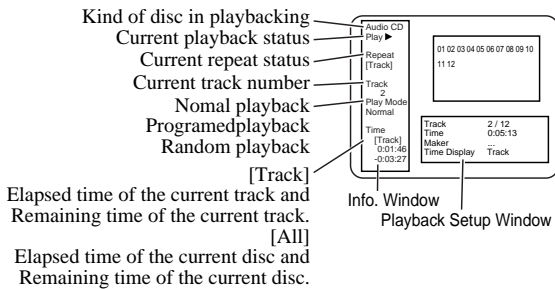 Kind of disc in playbacking
Current playback status
Current repeat status
Current track number
Nomal playback
Programedplayback
Random playback
[Track]
Elapsed time of the current track and
Remaining time of the current track.
[All]
Elapsed time of the current disc and
Remaining time of the current disc.
Audio CD
Play ▶
Repeat
[Track]
Track
2
Play Mode
Normal
Time
[Track]
0:01:46
-0:03:27
01 02 03 04 05 06 07 08 09 10
11 12
Track 2 / 12
Time 0:05:13
Maker ...
Time Display Track
Info. Window
Playback Setup Window